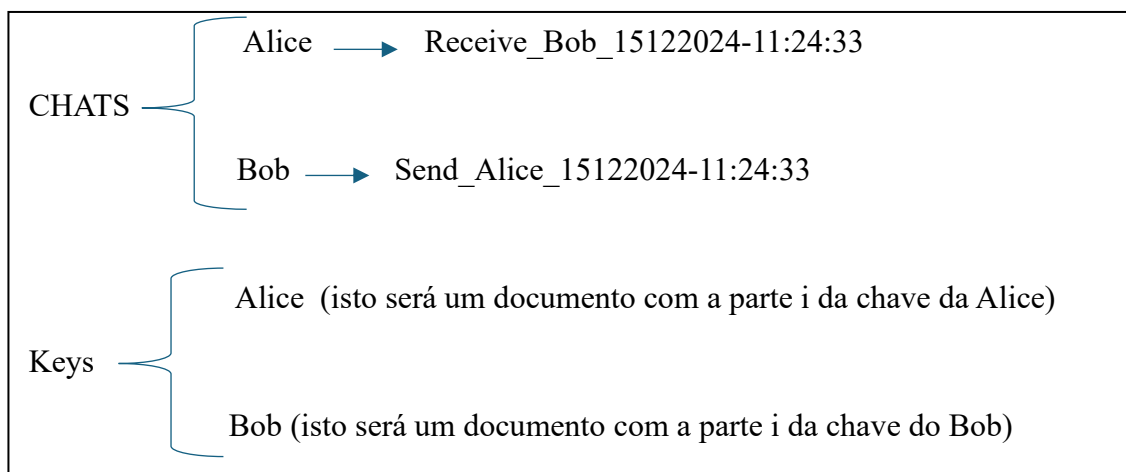 Alice Receive_Bob_15122024-11:24:33
CHATS
Bob Send_Alice_15122024-11:24:33
Alice (isto será um documento com a parte i da chave da Alice)
Keys
Bob (isto será um documento com a parte i da chave do Bob)